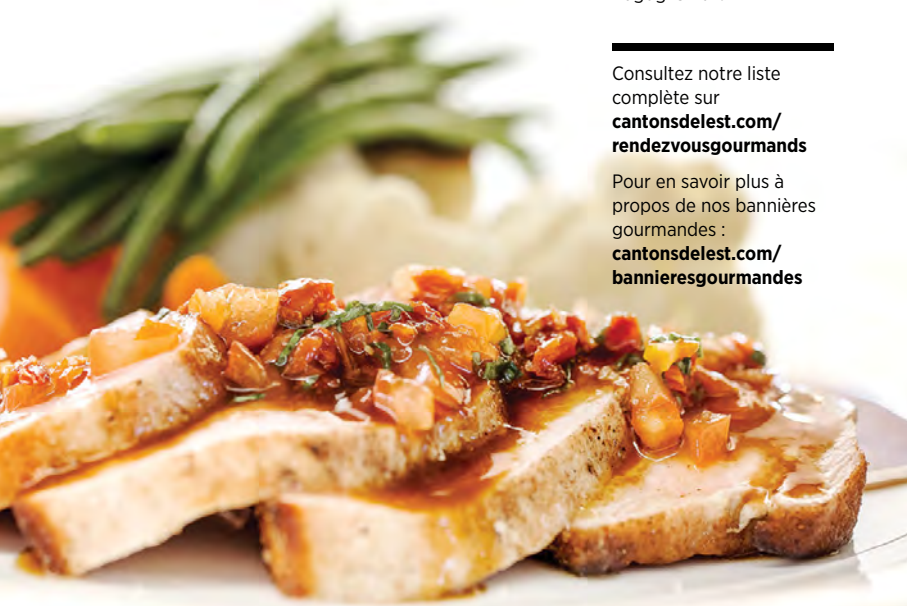 Consultez notre liste
complète sur
cantonsdelest.com/
rendezvousgourmands
Pour en savoir plus à
propos de nos bannières
gourmandes :
cantonsdelest.com/
bannieresgourmandes